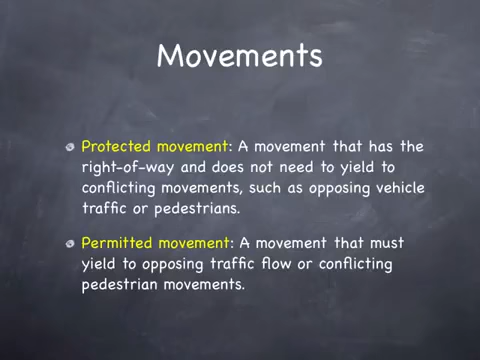 Movements
Protected movement: A movement that has the
right-of-way and does not need to yield to
conflicting movements, such as opposing vehicle
traffic or pedestrians.
Permitted movement: A movement that must
yield to opposing traffic flow or conflicting
pedestrian movements.